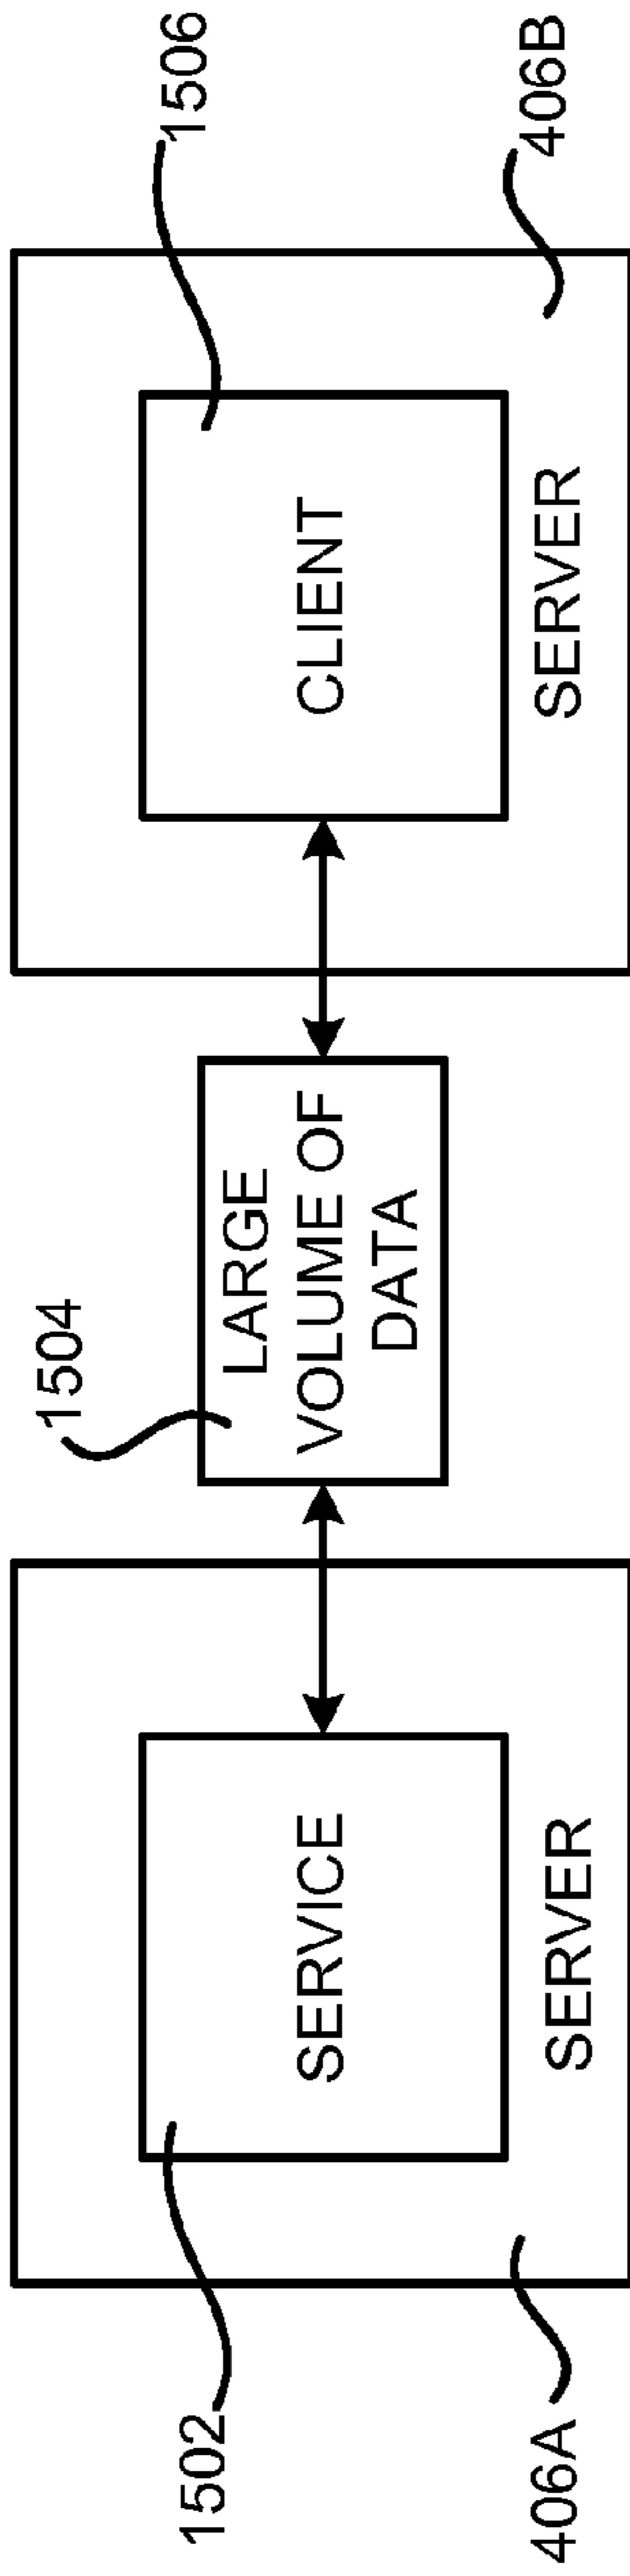 1502
SERVICE
SERVER
406A
1504
LARGE
VOLUME OF
DATA
1506
CLIENT
SERVER
406B